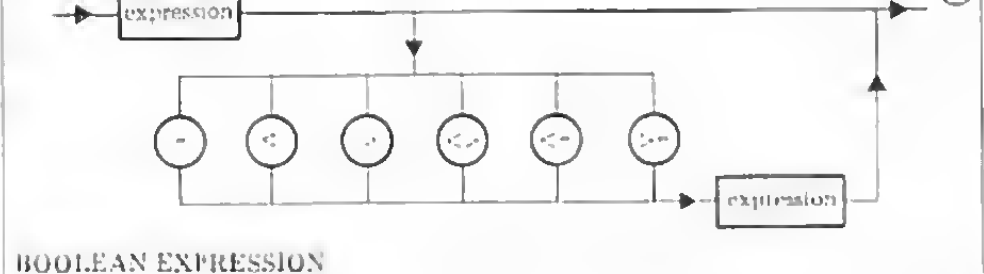 expression
= < > <> <= >=
expression
BOOLEAN EXPRESSION